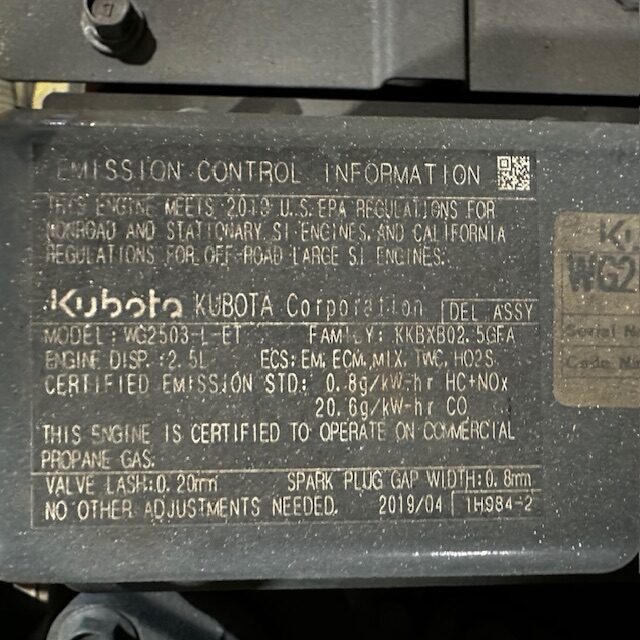 7
EMISSION CONTROL INFORMATION
THIS ENGINE MEETS 2019 U.S. EPA REGULATIONS FOR
NONROAD AND STATIONARY SI ENGINES, AND CALIFORNIA
REGULATIONS FOR OFF-ROAD LARGE SI ENGINES.
Kubota KUBOTA Corporation DEL ASSY
MODEL: WG2503-L-ET FAMILY: KKBXB02.5GFA
ENGINE DISP.:2.5L ECS: EM, ECM, MIX, TWC, HO2S
CERTIFIED EMISSION STD: 0.8g/kW-hr HC+NOx
20.6g/kW-hr CO
THIS ENGINE IS CERTIFIED TO OPERATE ON COMMERCIAL
PROPANE GAS.
VALVE LASH:0.20mm SPARK PLUG GAP WIDTH:0.8mm
NO OTHER ADJUSTMENTS NEEDED. 2019/04 1H984-2
WG2
Serial N
Code N